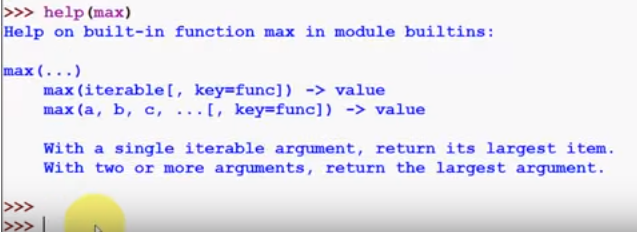 >>> help(max)
Help on built-in function max in module builtins:
max(...)
    max(iterable[, key=func]) -> value
    max(a, b, c, ...[, key=func]) -> value
    With a single iterable argument, return its largest item.
    With two or more arguments, return the largest argument.
>>>
>>>